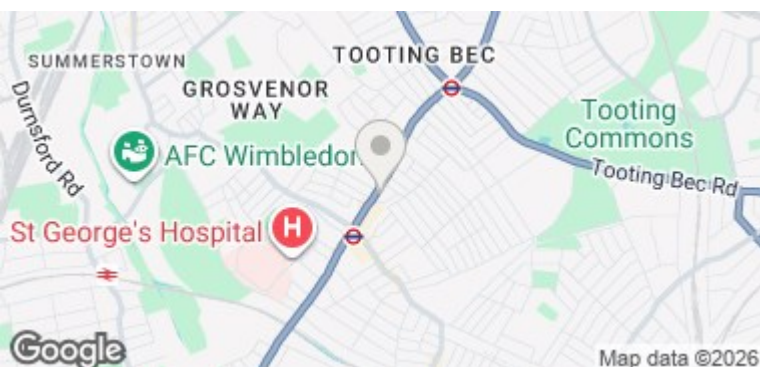 TOOTING BEC
SUMMERSTOWN
GROSVENOR
WAY
Durnsford Rd
Tooting
Commons
AFC Wimbledon
Tooting Bec Rd
St George's Hospital
H
Google
Map data ©2026